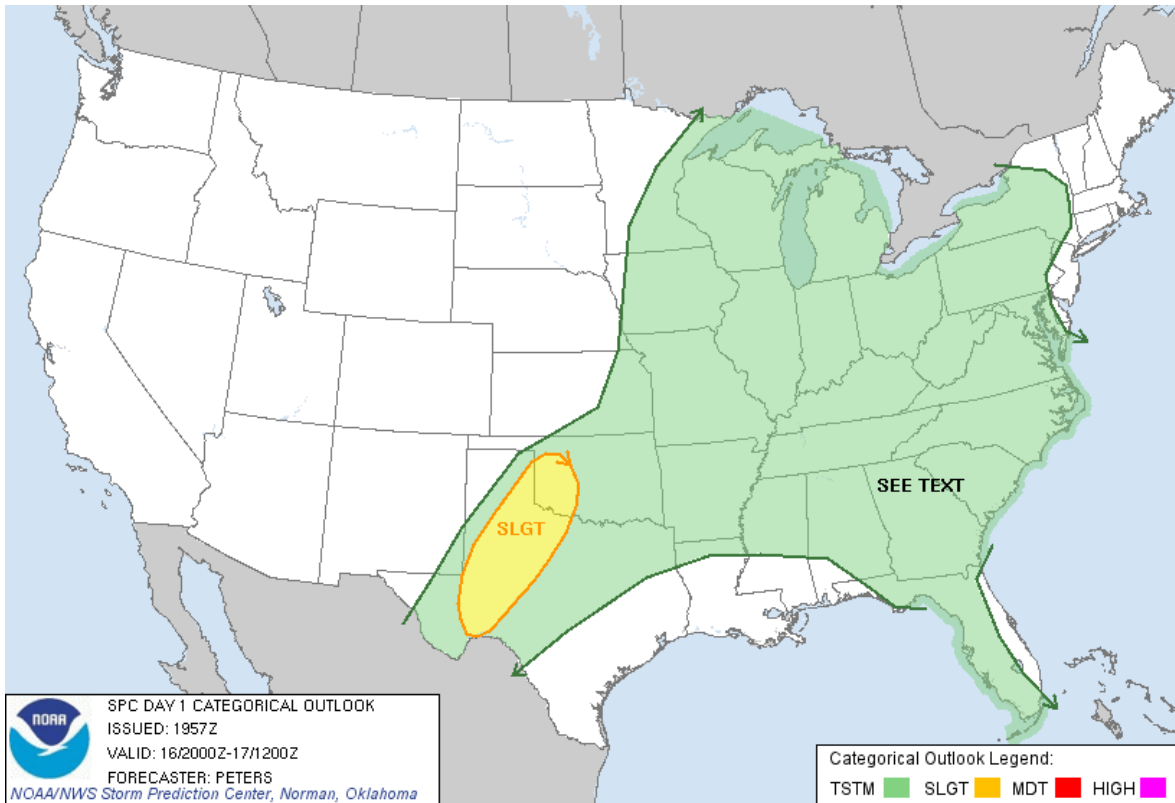 SLGT
SEE TEXT
NOAA
SPC DAY 1 CATEGORICAL OUTLOOK
ISSUED: 1957Z
VALID: 16/2000Z-17/1200Z
FORECASTER: PETERS
NOAA/NWS Storm Prediction Center, Norman, Oklahoma
Categorical Outlook Legend:
TSTM SLGT MDT HIGH